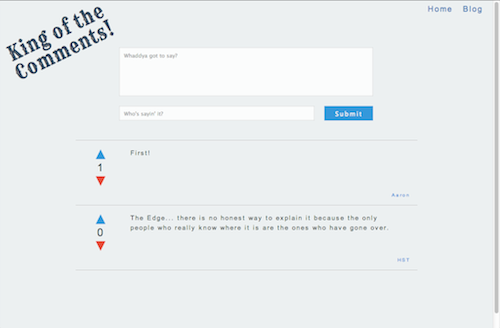 King of the
Comments!
Home Blog
Whaddya got to say?
Who's sayin' it?
Submit
1
First!
Aaron
0
The Edge... there is no honest way to explain it because the only
people who really know where it is are the ones who have gone over.
HST